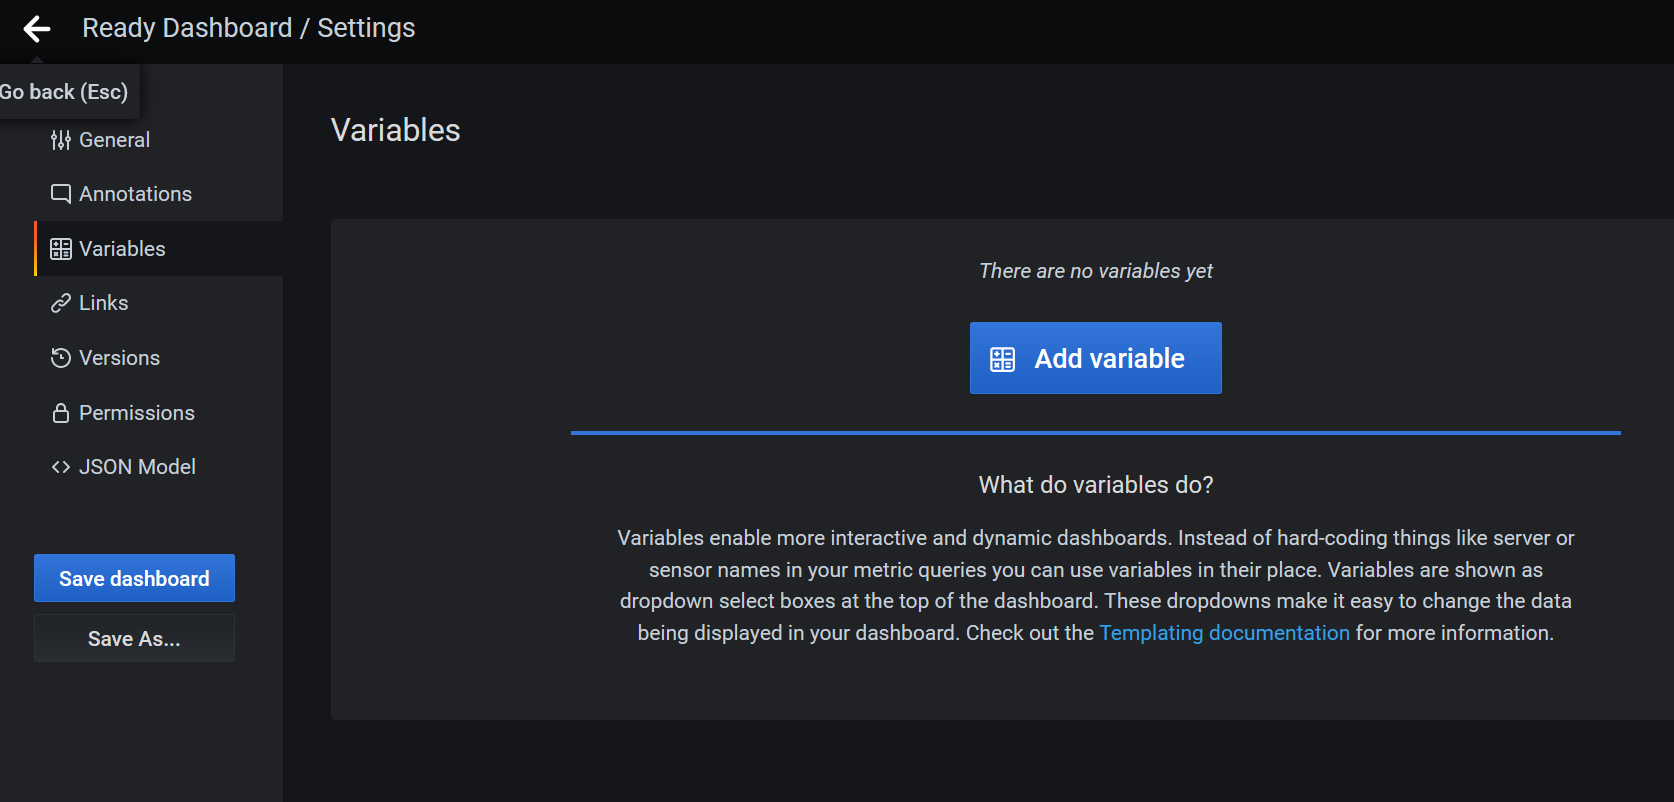 Ready Dashboard / Settings
Go back (Esc)
General
Annotations
Variables
Links
Versions
Permissions
JSON Model
Save dashboard
Save As...
Variables
There are no variables yet
Add variable
What do variables do?
Variables enable more interactive and dynamic dashboards. Instead of hard-coding things like server or
sensor names in your metric queries you can use variables in their place. Variables are shown as
dropdown select boxes at the top of the dashboard. These dropdowns make it easy to change the data
being displayed in your dashboard. Check out the Templating documentation for more information.